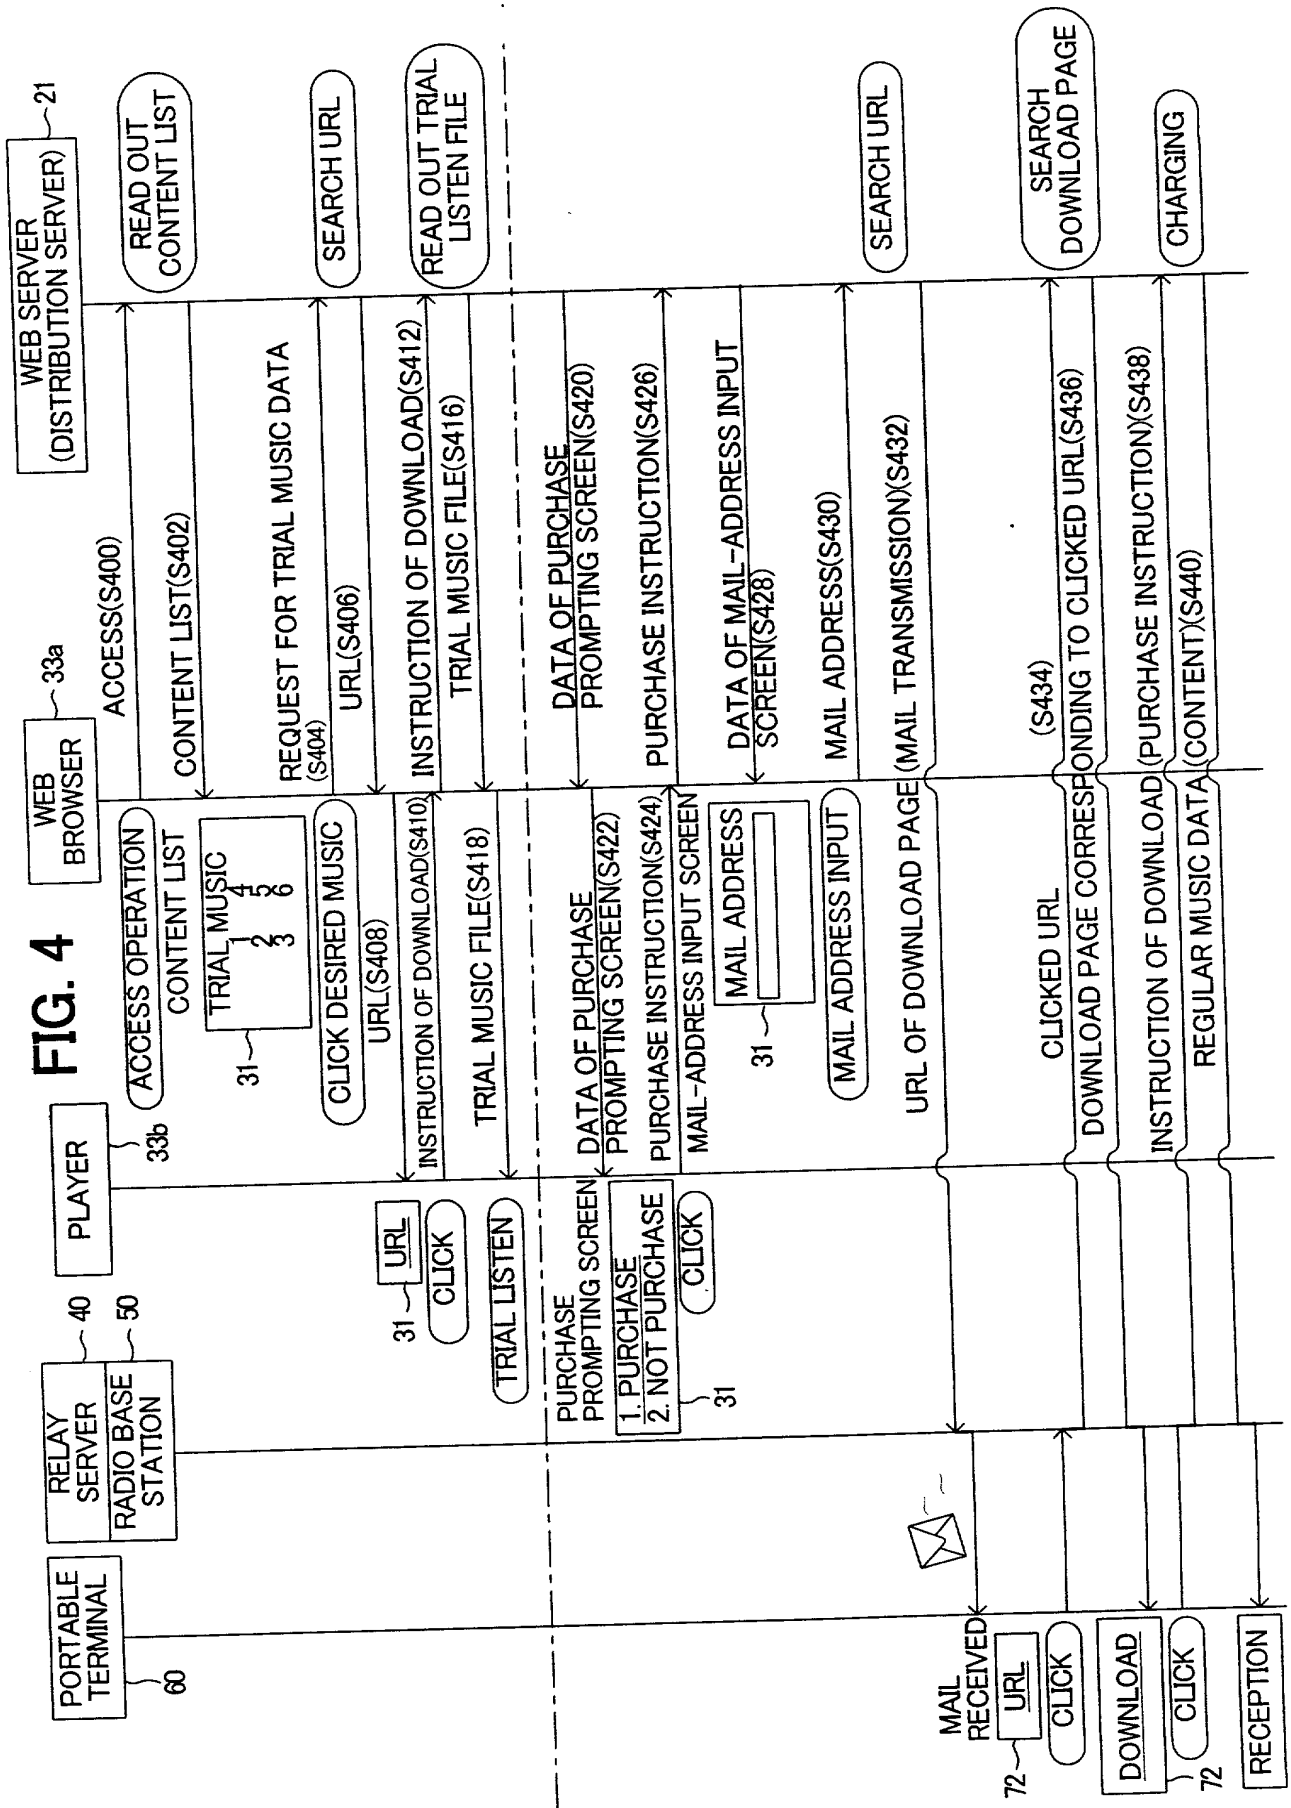 FIG. 4
PORTABLE
TERMINAL
60
RELAY
SERVER
40
RADIO BASE
STATION
50
PLAYER
33b
WEB
BROWSER
33a
WEB SERVER
(DISTRIBUTION SERVER)
21
ACCESS OPERATION
ACCESS(S400)
READ OUT
CONTENT LIST
CONTENT LIST
CONTENT LIST(S402)
TRIAL MUSIC
1 4
2 5
3 6
31
REQUEST FOR TRIAL MUSIC DATA
(S404)
CLICK DESIRED MUSIC
SEARCH URL
URL(S406)
URL(S408)
URL
31
CLICK
INSTRUCTION OF DOWNLOAD(S410)
INSTRUCTION OF DOWNLOAD(S412)
READ OUT TRIAL
LISTEN FILE
TRIAL MUSIC FILE(S416)
TRIAL MUSIC FILE(S418)
TRIAL LISTEN
DATA OF PURCHASE
PROMPTING SCREEN(S420)
DATA OF PURCHASE
PROMPTING SCREEN(S422)
PURCHASE
PROMPTING SCREEN
1. PURCHASE
2. NOT PURCHASE
31
CLICK
PURCHASE INSTRUCTION(S424)
PURCHASE INSTRUCTION(S426)
MAIL-ADDRESS INPUT SCREEN
DATA OF MAIL-ADDRESS INPUT
SCREEN(S428)
MAIL ADDRESS
31
MAIL ADDRESS INPUT
MAIL ADDRESS(S430)
SEARCH URL
URL OF DOWNLOAD PAGE(MAIL TRANSMISSION)(S432)
MAIL
RECEIVED
URL
72
CLICK
CLICKED URL
(S434)
SEARCH
DOWNLOAD PAGE
DOWNLOAD PAGE CORRESPONDING TO CLICKED URL(S436)
DOWNLOAD
72
CLICK
INSTRUCTION OF DOWNLOAD(PURCHASE INSTRUCTION)(S438)
CHARGING
REGULAR MUSIC DATA(CONTENT)(S440)
RECEPTION